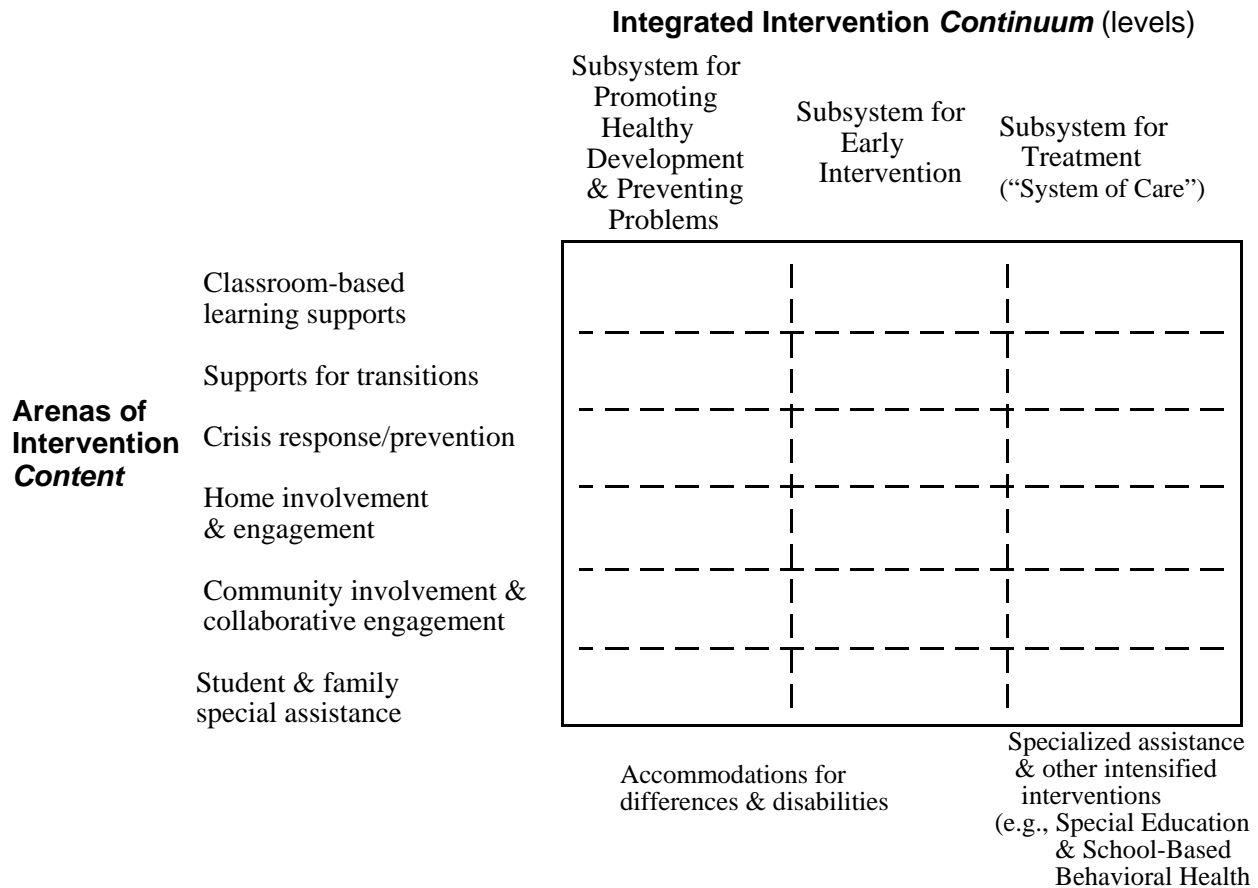 Integrated Intervention Continuum (levels)
Subsystem for
Promoting
Healthy
Development
& Preventing
Problems
Subsystem for
Early
Intervention
Subsystem for
Treatment
(“System of Care”)
Classroom-based
learning supports
Supports for transitions
Arenas of
Intervention
Content
Crisis response/prevention
Home involvement
& engagement
Community involvement &
collaborative engagement
Student & family
special assistance
Accommodations for
differences & disabilities
Specialized assistance
& other intensified
interventions
(e.g., Special Education
& School-Based
Behavioral Health